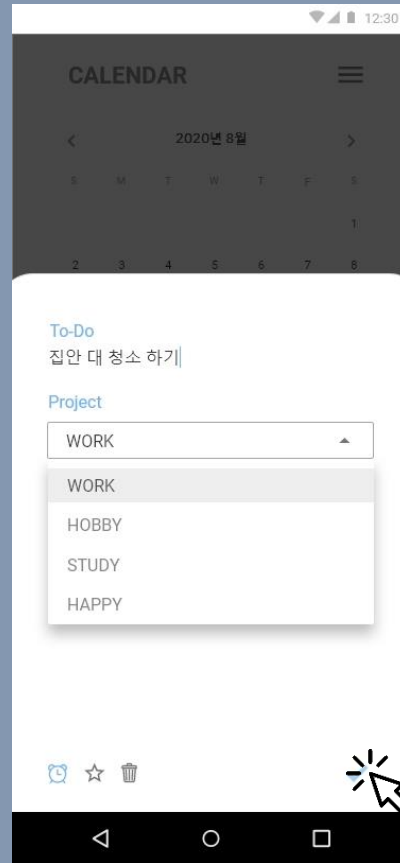 12:30
CALENDAR
2020년 8월
S M T W T F S
1
2 3 4 5 6 7 8
To-Do
집안 대 청소 하기
Project
WORK
WORK
HOBBY
STUDY
HAPPY